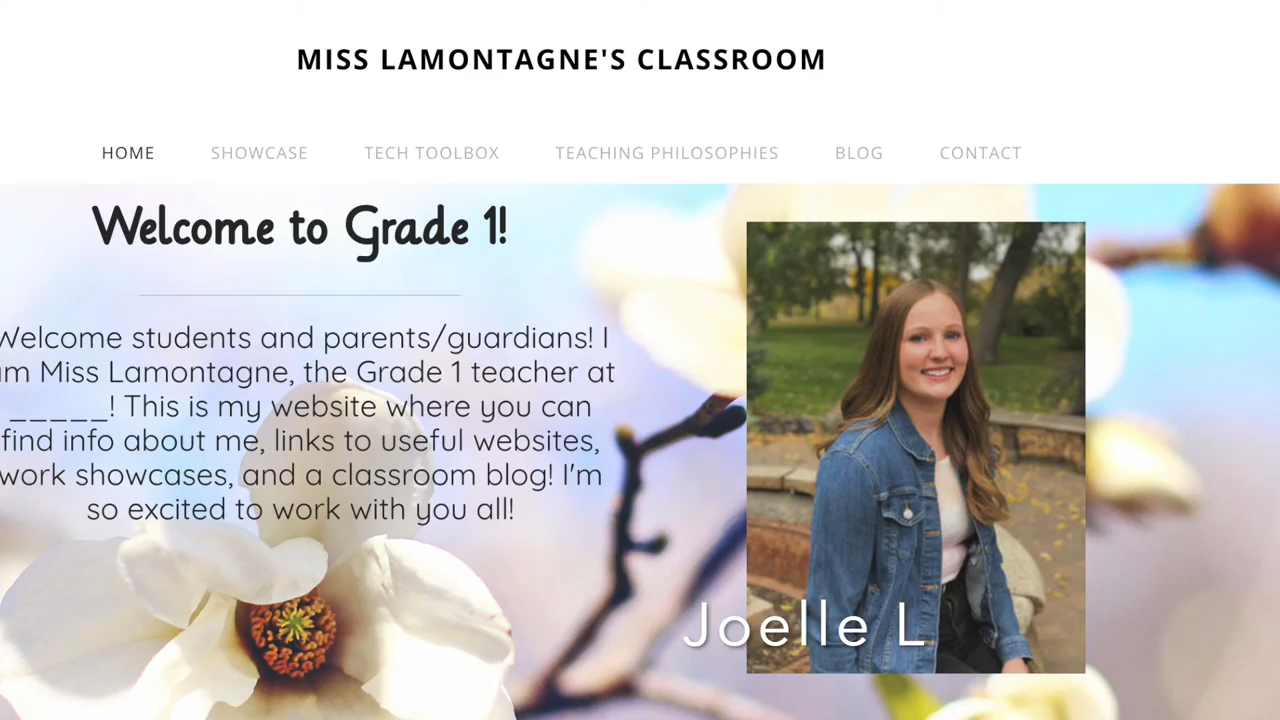 MISS LAMONTAGNE'S CLASSROOM
HOME SHOWCASE TECH TOOLBOX TEACHING PHILOSOPHIES BLOG CONTACT
Welcome to Grade 1!
Welcome students and parents/guardians! I
am Miss Lamontagne, the Grade 1 teacher at
_____! This is my website where you can
find info about me, links to useful websites,
work showcases, and a classroom blog! I'm
so excited to work with you all!
Joelle L